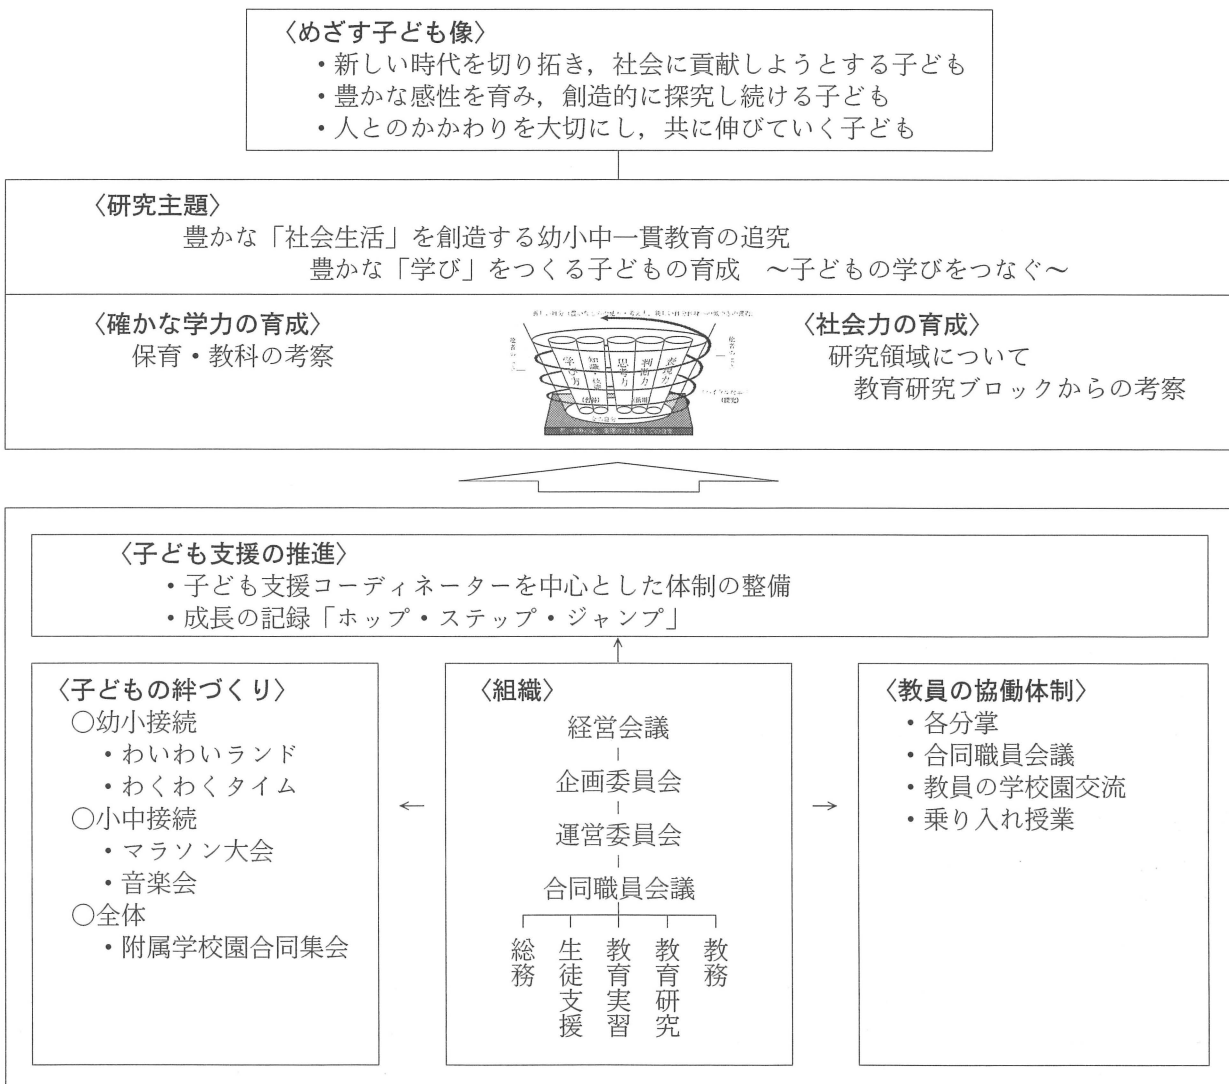 〈めざす子ども像〉
・新しい時代を切り拓き，社会に貢献しようとする子ども
・豊かな感性を育み，創造的に探究し続ける子ども
・人とのかかわりを大切にし，共に伸びていく子ども
〈研究主題〉
豊かな「社会生活」を創造する幼小中一貫教育の追究
豊かな「学び」をつくる子どもの育成　～子どもの学びをつなぐ～
〈確かな学力の育成〉
保育・教科の考察
学び方
思考力
判断力
表現力
〈社会力の育成〉
研究領域について
教育研究ブロックからの考察
〈子ども支援の推進〉
・子ども支援コーディネーターを中心とした体制の整備
・成長の記録「ホップ・ステップ・ジャンプ」
〈子どもの絆づくり〉
○幼小接続
・わいわいランド
・わくわくタイム
○小中接続
・マラソン大会
・音楽会
○全体
・附属学校園合同集会
〈組織〉
経営会議
企画委員会
運営委員会
合同職員会議
総務
生徒支援
教育実習
教育研究
教務
〈教員の協働体制〉
・各分掌
・合同職員会議
・教員の学校園交流
・乗り入れ授業